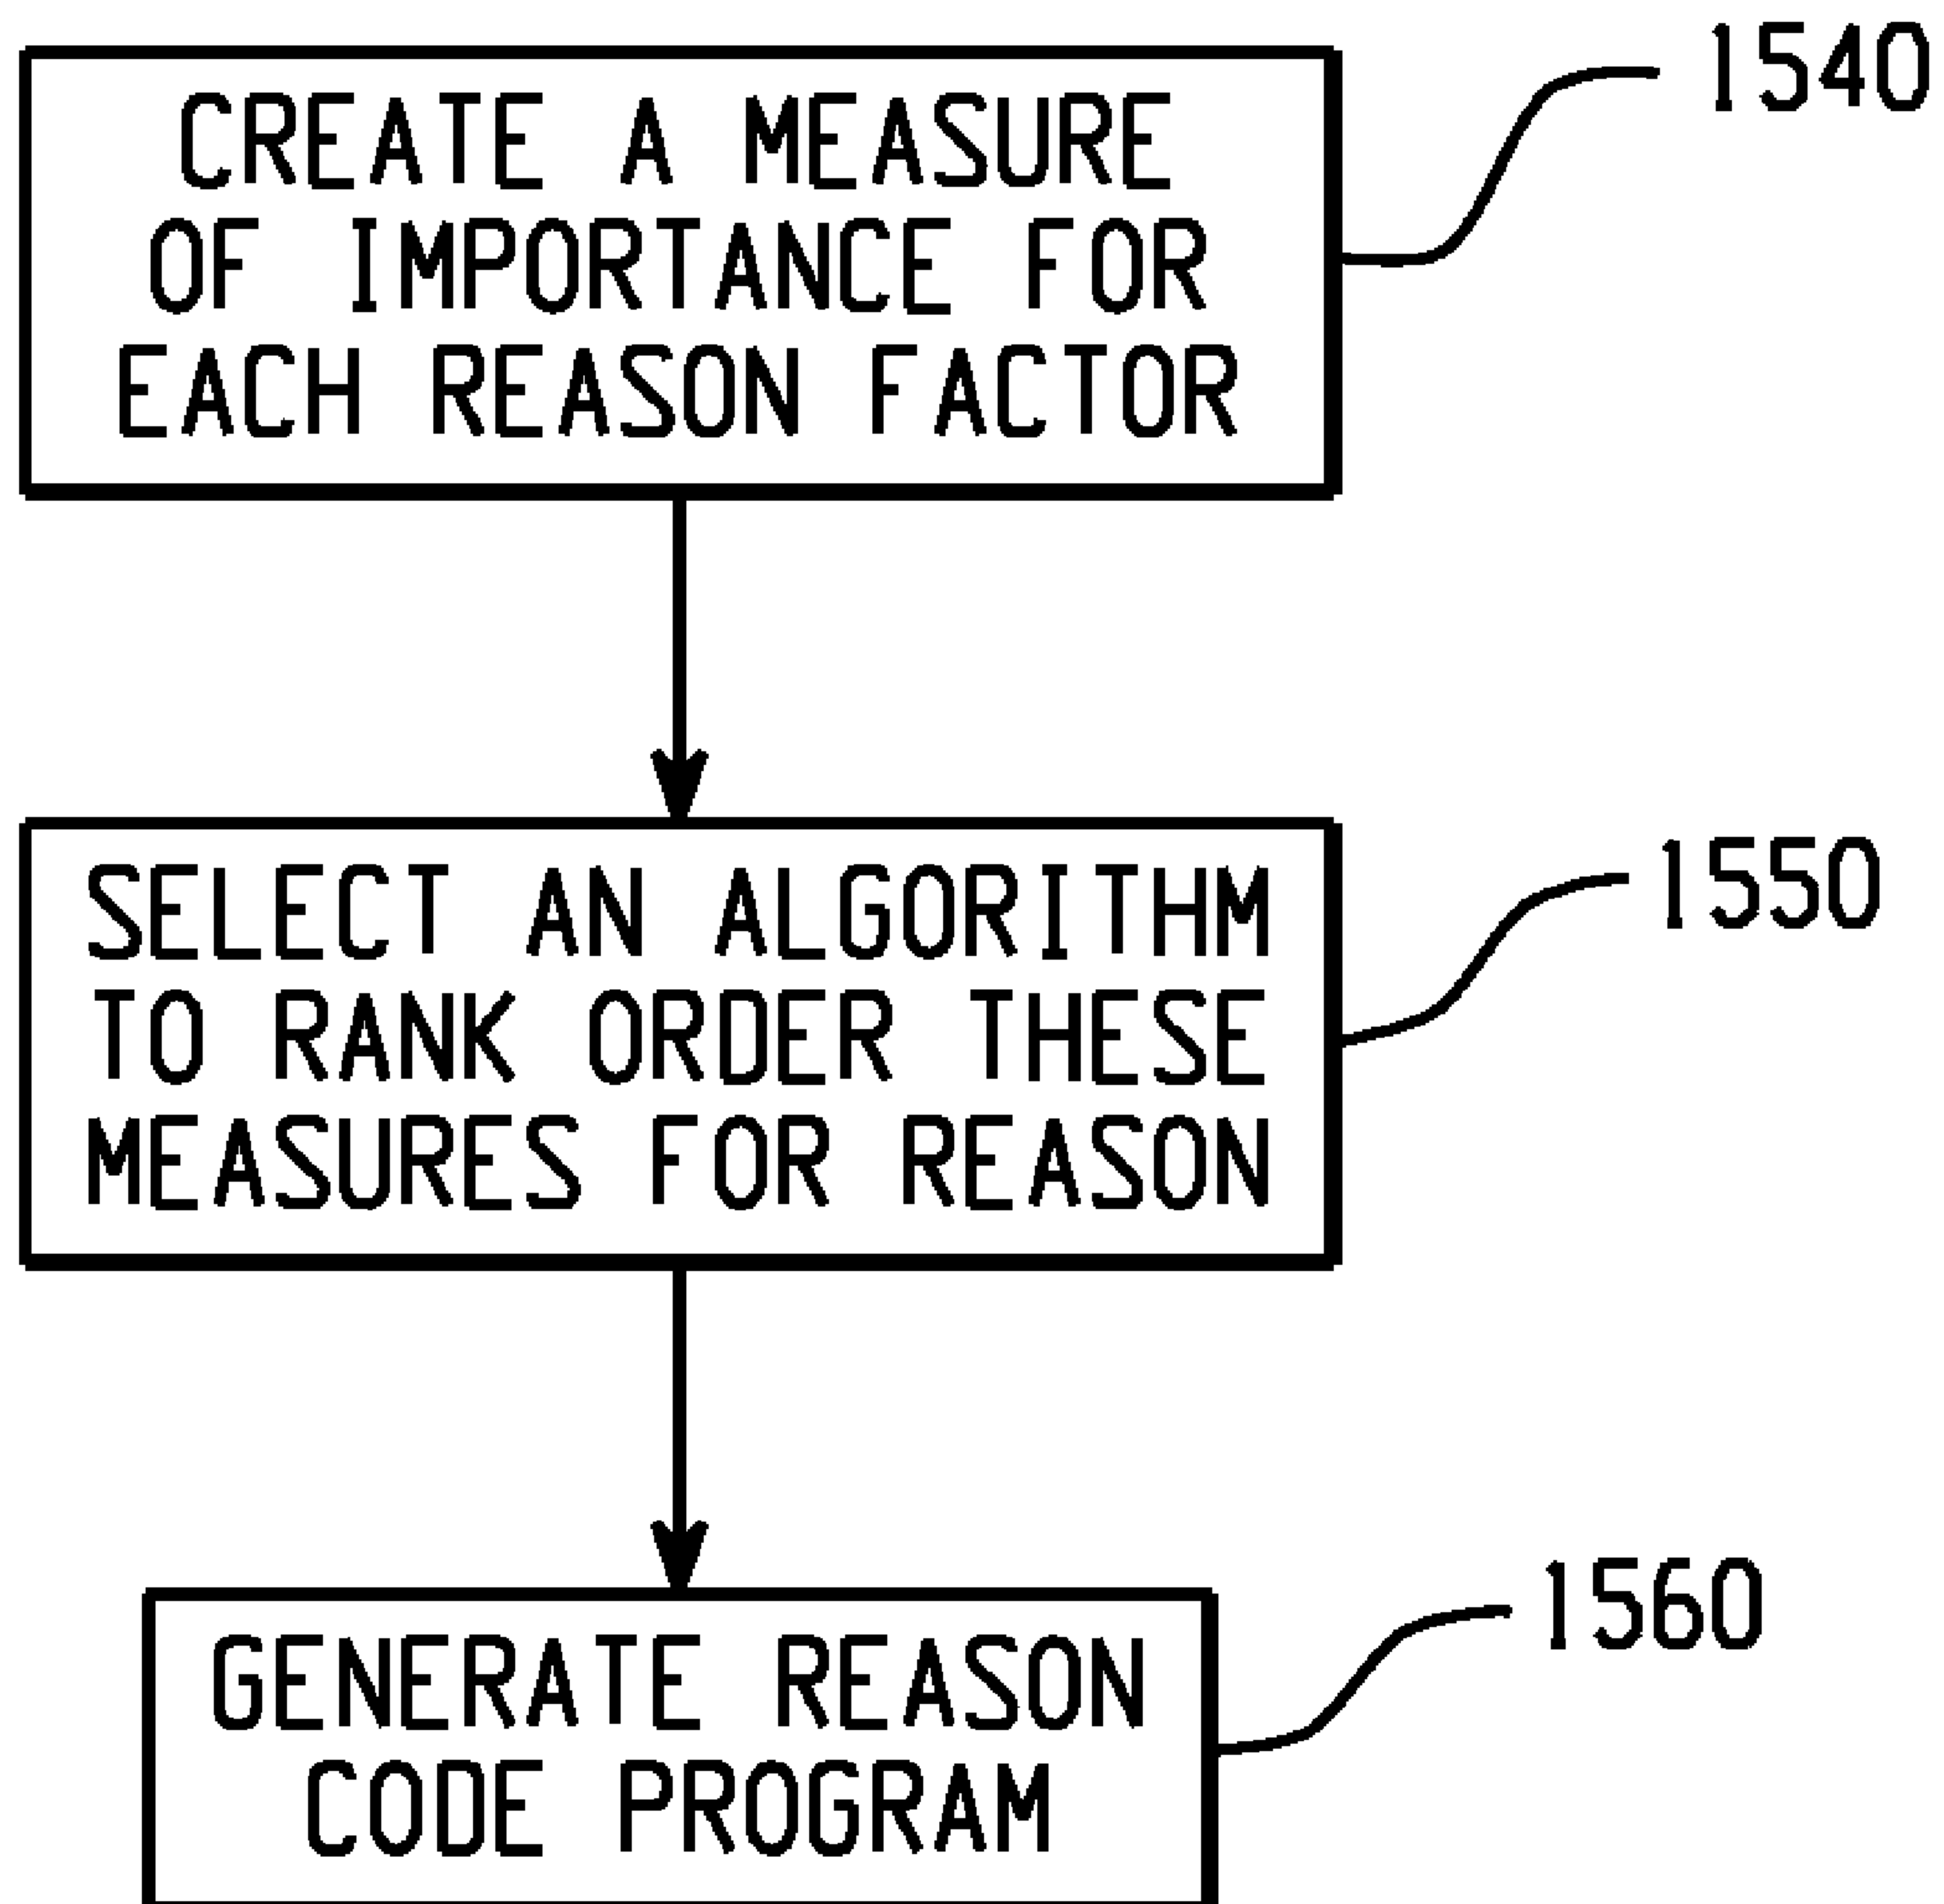 CREATE A MEASURE
OF IMPORTANCE FOR
EACH REASON FACTOR
1540
SELECT AN ALGORITHM
TO RANK ORDER THESE
MEASURES FOR REASON
1550
GENERATE REASON
CODE PROGRAM
1560